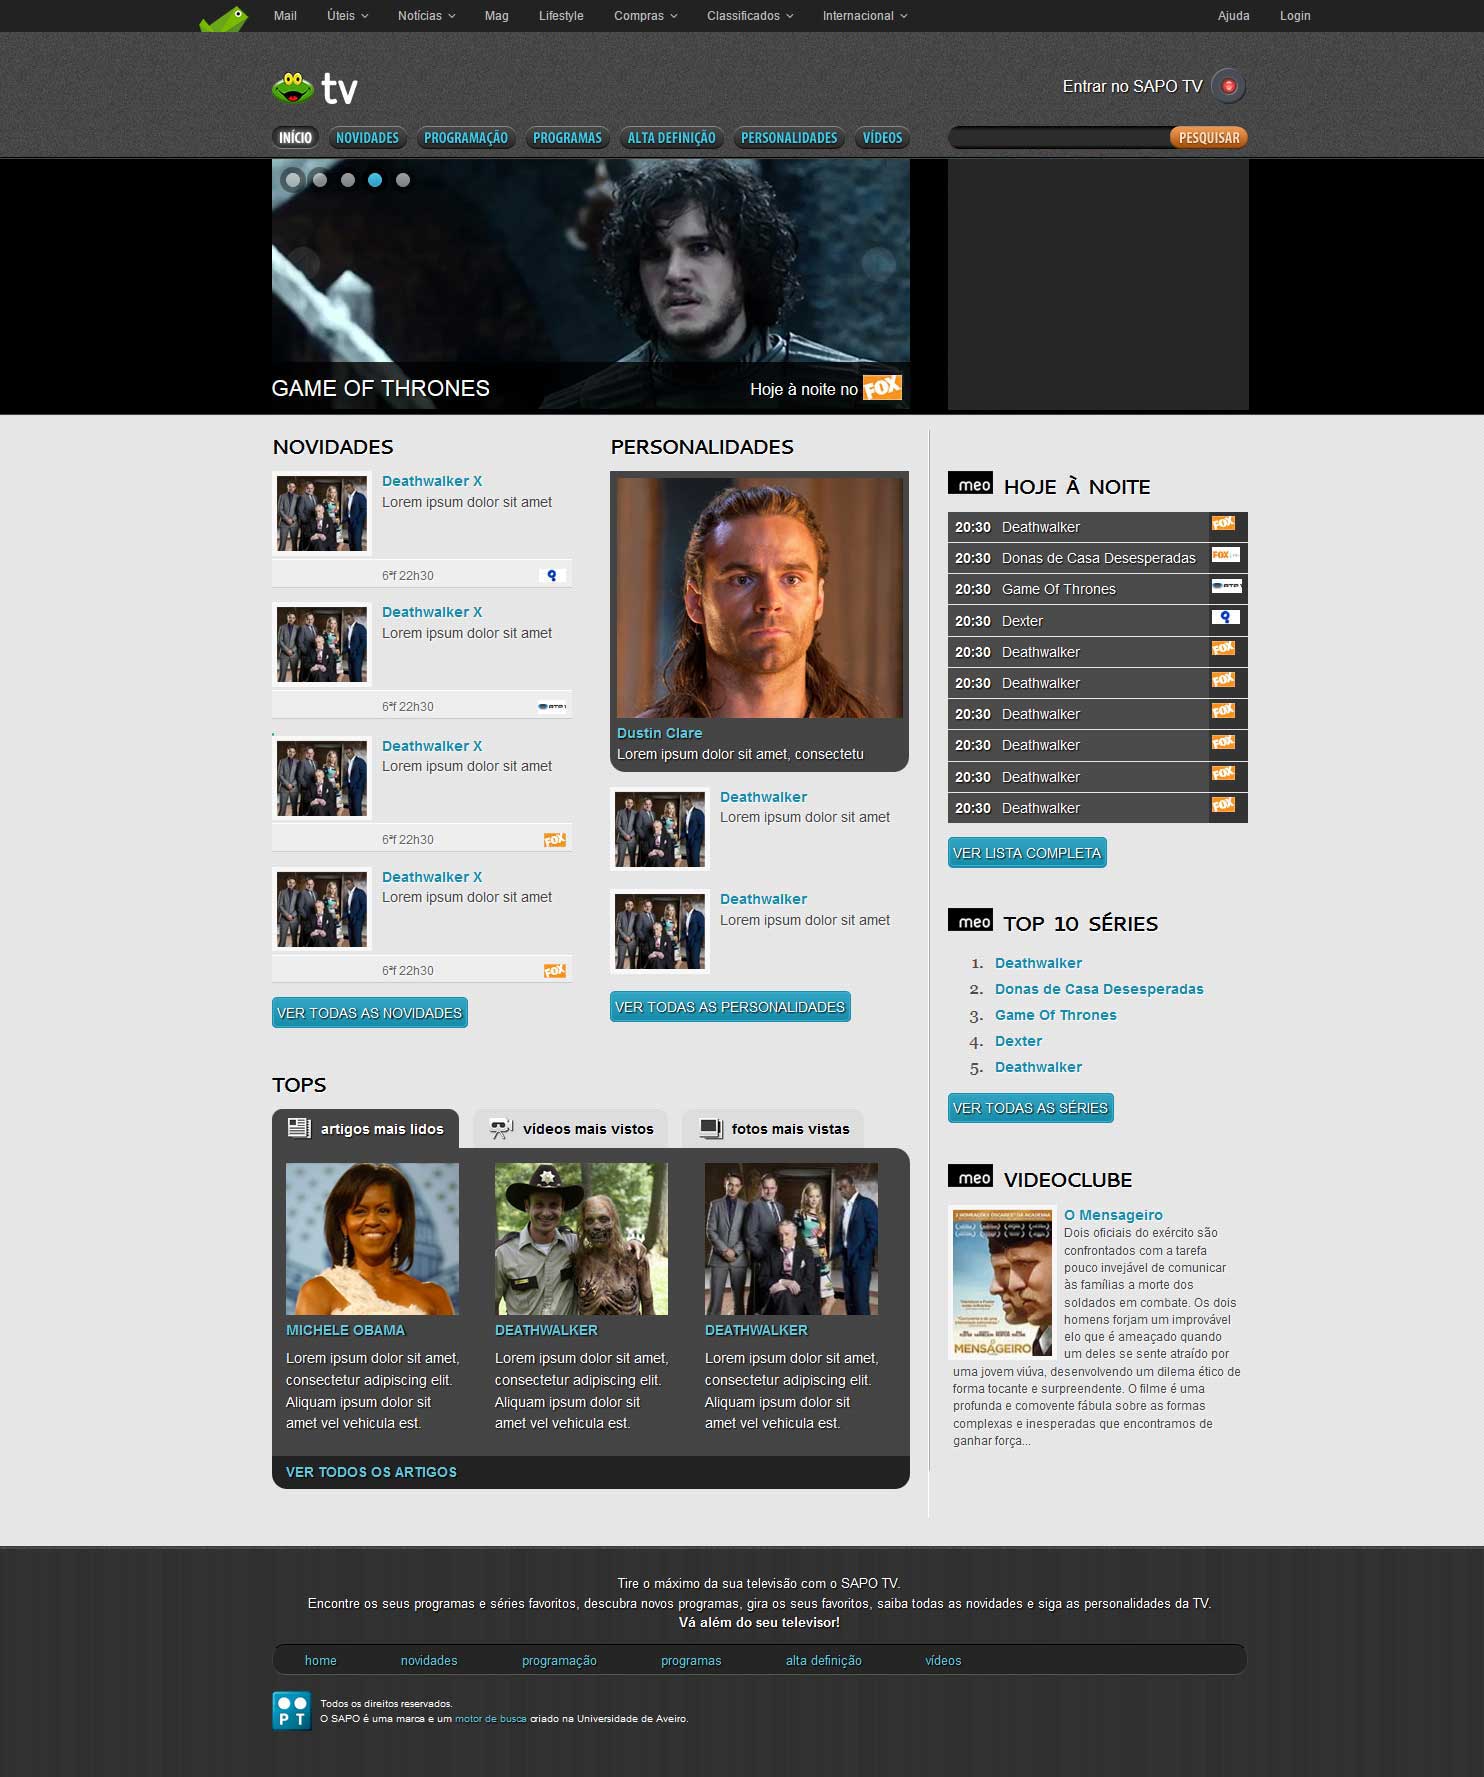 Mail Úteis Notícias Mag Lifestyle Compras Classificados Internacional Ajuda Login
tv
Entrar no SAPO TV
INÍCIO NOVIDADES PROGRAMAÇÃO PROGRAMAS ALTA DEFINIÇÃO PERSONALIDADES VÍDEOS PESQUISAR
GAME OF THRONES
Hoje à noite no FOX
NOVIDADES
Deathwalker X
Lorem ipsum dolor sit amet
6ªf 22h30
Deathwalker X
Lorem ipsum dolor sit amet
6ªf 22h30
Deathwalker X
Lorem ipsum dolor sit amet
6ªf 22h30 FOX
Deathwalker X
Lorem ipsum dolor sit amet
6ªf 22h30 FOX
VER TODAS AS NOVIDADES
PERSONALIDADES
Dustin Clare
Lorem ipsum dolor sit amet, consectetu
Deathwalker
Lorem ipsum dolor sit amet
Deathwalker
Lorem ipsum dolor sit amet
VER TODAS AS PERSONALIDADES
meo HOJE À NOITE
20:30 Deathwalker FOX
20:30 Donas de Casa Desesperadas FOX
20:30 Game Of Thrones
20:30 Dexter
20:30 Deathwalker FOX
20:30 Deathwalker FOX
20:30 Deathwalker FOX
20:30 Deathwalker FOX
20:30 Deathwalker FOX
20:30 Deathwalker FOX
VER LISTA COMPLETA
meo TOP 10 SÉRIES
1. Deathwalker
2. Donas de Casa Desesperadas
3. Game Of Thrones
4. Dexter
5. Deathwalker
VER TODAS AS SÉRIES
meo VIDEOCLUBE
O MENSAGEIRO
O Mensageiro
Dois oficiais do exército são
confrontados com a tarefa
pouco invejável de comunicar
às famílias a morte dos
soldados em combate. Os dois
homens forjam um improvável
elo que é ameaçado quando
um deles se sente atraído por
uma jovem viúva, desenvolvendo um dilema ético de
forma tocante e surpreendente. O filme é uma
profunda e comovente fábula sobre as formas
complexas e inesperadas que encontramos de
ganhar força...
TOPS
artigos mais lidos vídeos mais vistos fotos mais vistas
MICHELE OBAMA
Lorem ipsum dolor sit amet,
consectetur adipiscing elit.
Aliquam ipsum dolor sit
amet vel vehicula est.
DEATHWALKER
Lorem ipsum dolor sit amet,
consectetur adipiscing elit.
Aliquam ipsum dolor sit
amet vel vehicula est.
DEATHWALKER
Lorem ipsum dolor sit amet,
consectetur adipiscing elit.
Aliquam ipsum dolor sit
amet vel vehicula est.
VER TODOS OS ARTIGOS
Tire o máximo da sua televisão com o SAPO TV.
Encontre os seus programas e séries favoritos, descubra novos programas, gira os seus favoritos, saiba todas as novidades e siga as personalidades da TV.
Vá além do seu televisor!
home novidades programação programas alta definição vídeos
PT
Todos os direitos reservados.
O SAPO é uma marca e um motor de busca criado na Universidade de Aveiro.